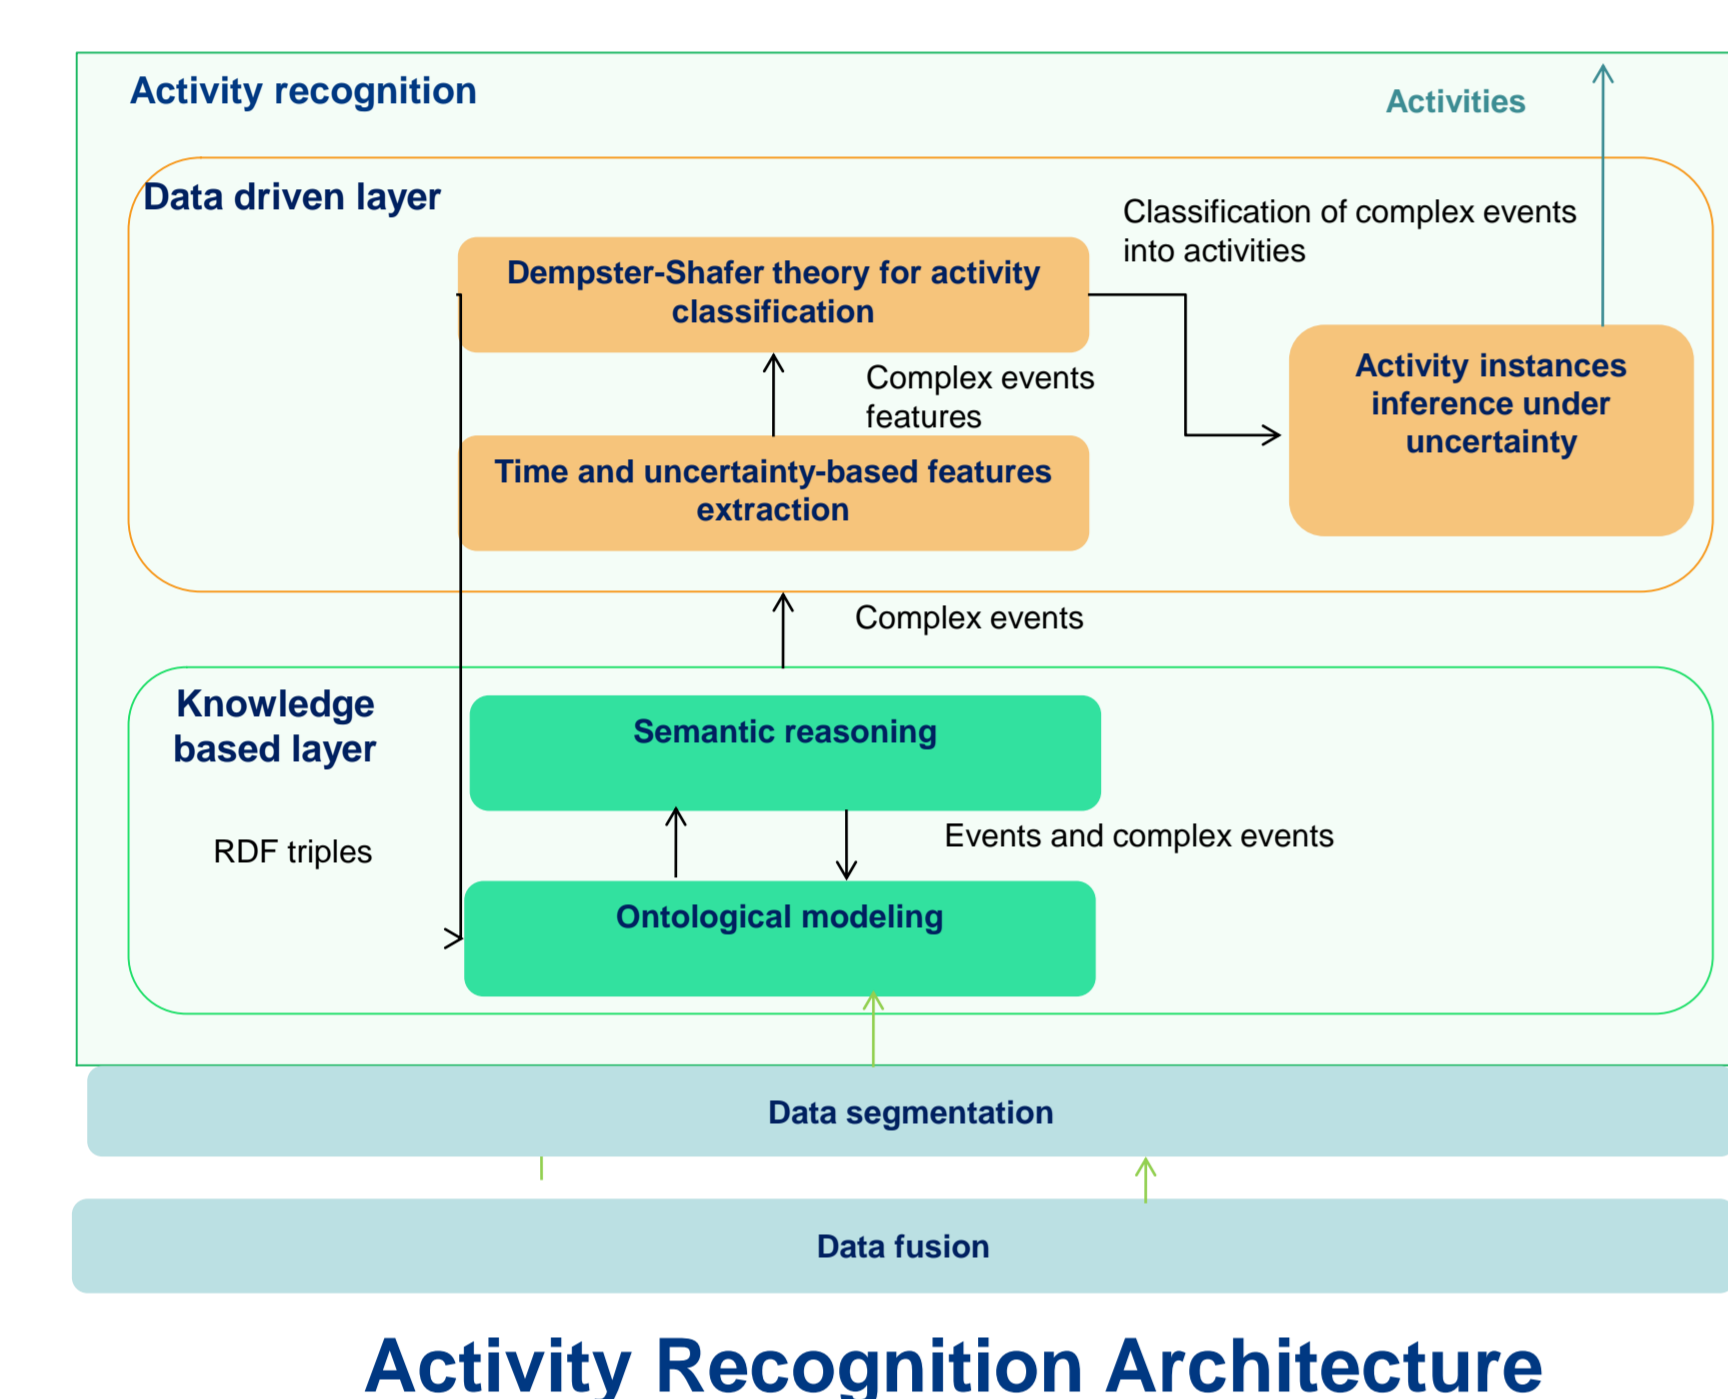 Activity recognition
Activities
Data driven layer
Classification of complex events
into activities
Dempster-Shafer theory for activity
classification
Activity instances
inference under
uncertainty
Complex events
features
Time and uncertainty-based features
extraction
Complex events
Knowledge
based layer
Semantic reasoning
Events and complex events
RDF triples
Ontological modeling
Data segmentation
Data fusion
Activity Recognition Architecture